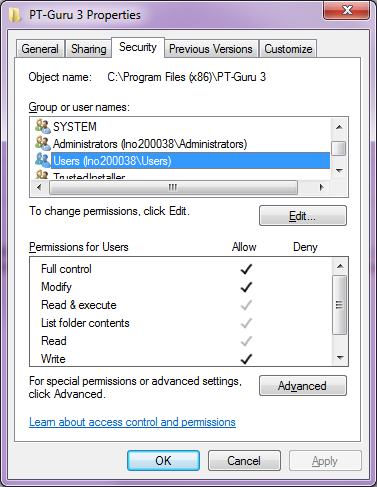 PT-Guru 3 Properties
General Sharing Security Previous Versions Customize
Object name: C:\Program Files (x86)\PT-Guru 3
Group or user names:
SYSTEM
Administrators (lno200038\Administrators)
Users (lno200038\Users)
TrustedInstaller
To change permissions, click Edit.
Edit...
Permissions for Users Allow Deny
Full control
Modify
Read & execute
List folder contents
Read
Write
For special permissions or advanced settings,
click Advanced.
Advanced
Learn about access control and permissions
OK Cancel Apply